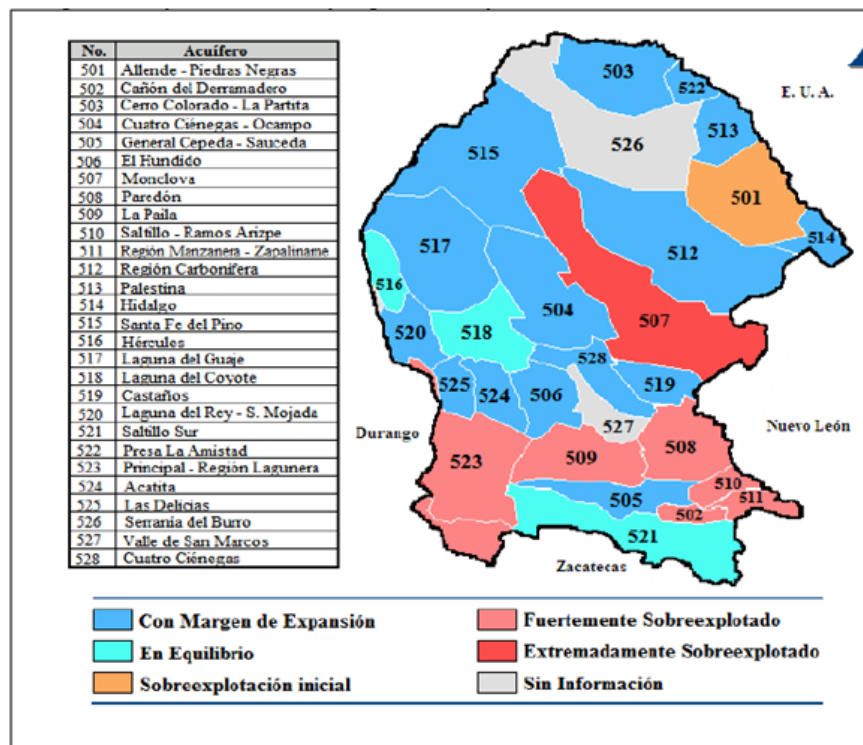 No. Acuífero
501 Allende - Piedras Negras
502 Cañón del Derramadero
503 Cerro Colorado - La Partita
504 Cuatro Ciénegas - Ocampo
505 General Cepeda - Sauceda
506 El Hundido
507 Monclova
508 Paredón
509 La Paila
510 Saltillo - Ramos Arizpe
511 Región Manzanera - Zapaliname
512 Región Carbonífera
513 Palestina
514 Hidalgo
515 Santa Fe del Pino
516 Hércules
517 Laguna del Guaje
518 Laguna del Coyote
519 Castaños
520 Laguna del Rey - S. Mojada
521 Saltillo Sur
522 Presa La Amistad
523 Principal - Región Lagunera
524 Acatita
525 Las Delicias
526 Serranía del Burro
527 Valle de San Marcos
528 Cuatro Ciénegas
503
522
E. U. A.
513
526
515
501
514
517
512
516
504
507
520
518
528
525
524
506
519
527
Durango
Nuevo León
523
509
508
510
511
505
502
521
Zacatecas
Con Margen de Expansión
En Equilibrio
Sobreexplotación inicial
Fuertemente Sobreexplotado
Extremadamente Sobreexplotado
Sin Información